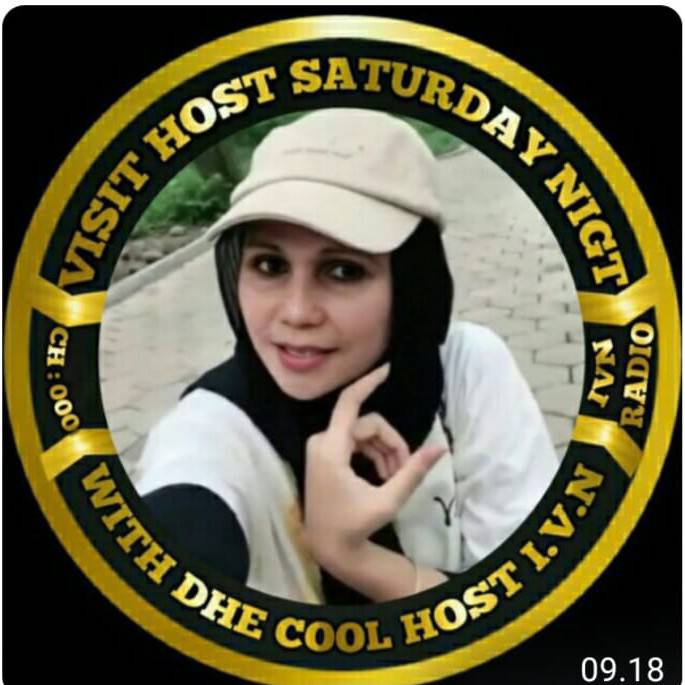 VISIT HOST SATURDAY NIGT
CH : 000
IVN
RADIO
WITH DHE COOL HOST I.V.N
09.18